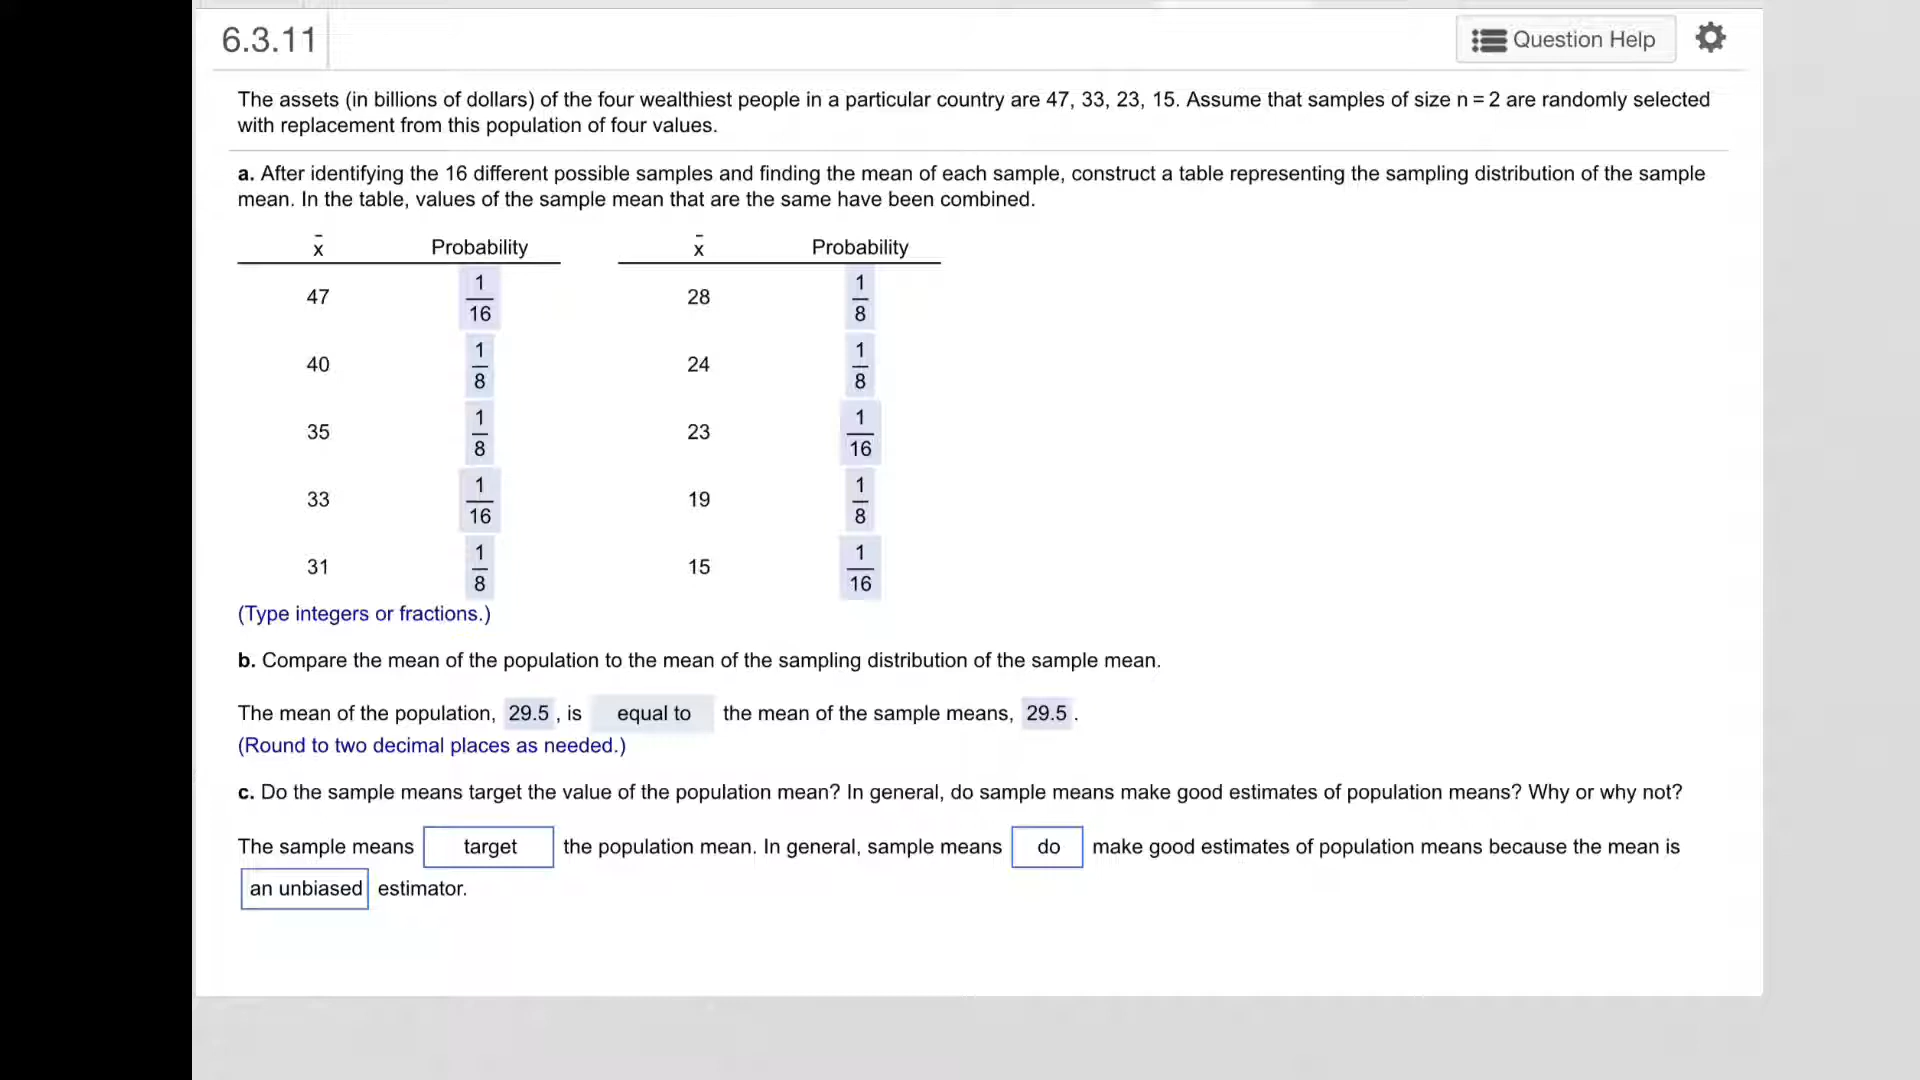 6.3.11
Question Help
The assets (in billions of dollars) of the four wealthiest people in a particular country are 47, 33, 23, 15. Assume that samples of size n = 2 are randomly selected
with replacement from this population of four values.
a. After identifying the 16 different possible samples and finding the mean of each sample, construct a table representing the sampling distribution of the sample
mean. In the table, values of the sample mean that are the same have been combined.
x̄ Probability x̄ Probability
47 1/16 28 1/8
40 1/8 24 1/8
35 1/8 23 1/16
33 1/16 19 1/8
31 1/8 15 1/16
(Type integers or fractions.)
b. Compare the mean of the population to the mean of the sampling distribution of the sample mean.
The mean of the population, 29.5 , is equal to the mean of the sample means, 29.5 .
(Round to two decimal places as needed.)
c. Do the sample means target the value of the population mean? In general, do sample means make good estimates of population means? Why or why not?
The sample means target the population mean. In general, sample means do make good estimates of population means because the mean is
an unbiased estimator.